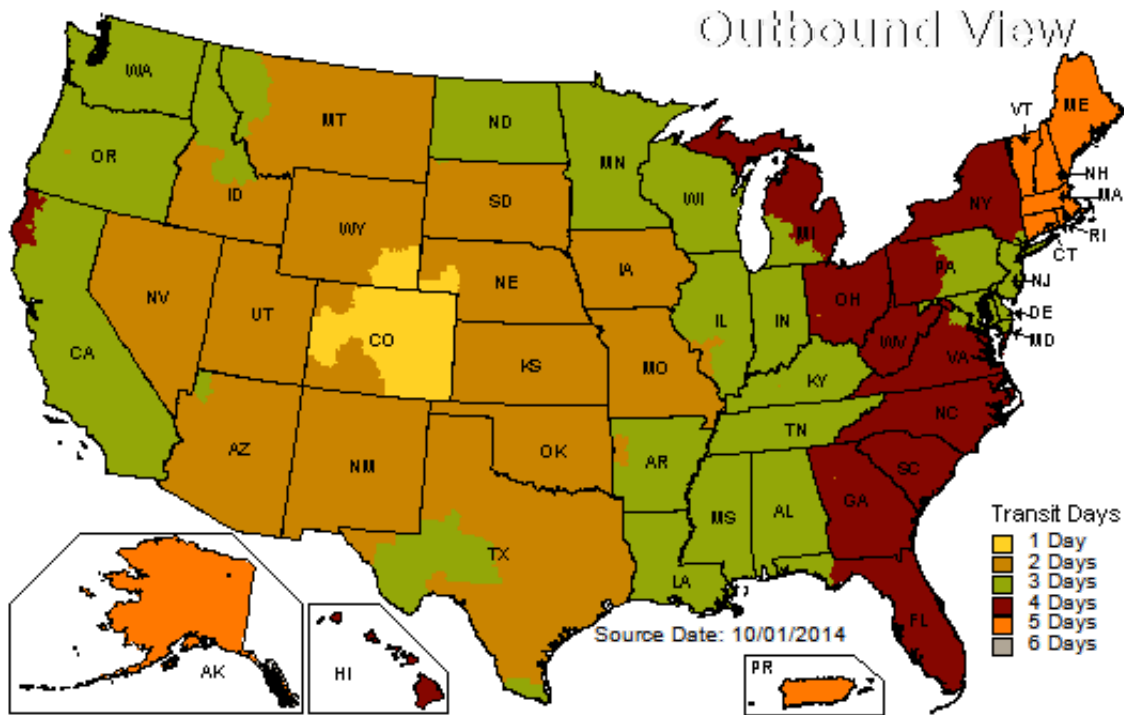 Outbound View
WA
MT
ND
VT
ME
OR
MN
NH
ID
SD
WI
NY
MA
WY
MI
RI
CT
NV
NE
IA
PA
NJ
UT
IL
IN
OH
DE
CO
MD
CA
KS
MO
WV
VA
KY
AZ
NM
OK
AR
TN
NC
SC
MS
AL
GA
TX
LA
FL
Transit Days
1 Day
2 Days
3 Days
4 Days
5 Days
6 Days
Source Date: 10/01/2014
AK
HI
PR